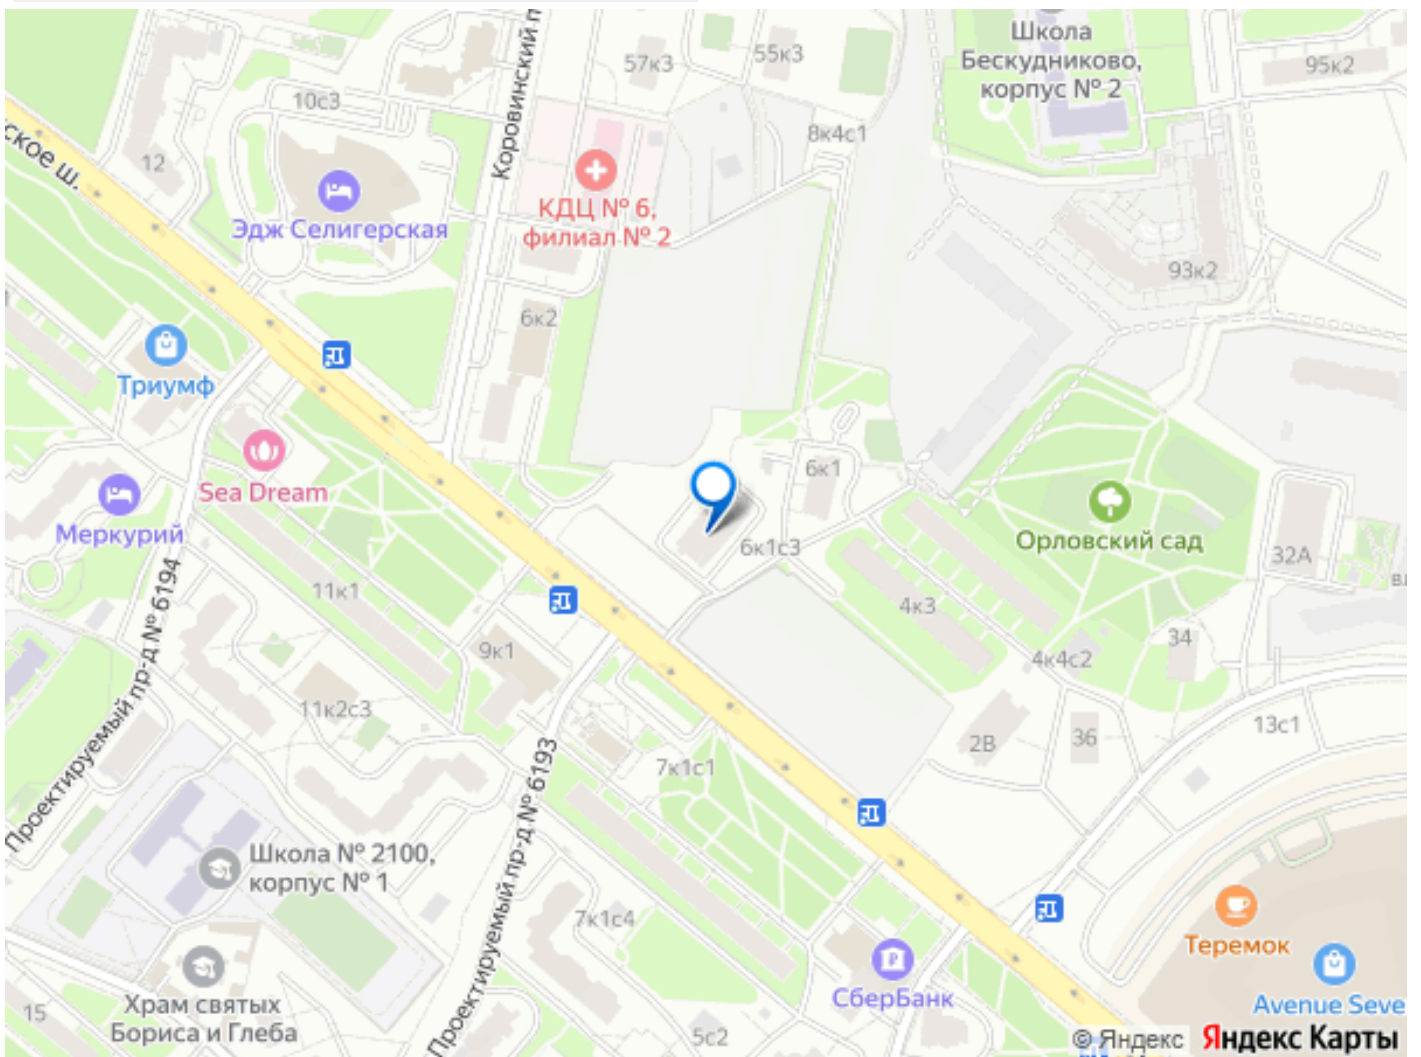 57к3
55к3
Школа
Бескудниково,
корпус № 2
95к2
Коровинский п
10с3
8к4с1
ское ш.
12
КДЦ № 6,
филиал № 2
Эдж Селигерская
93к2
6к2
Триумф
6к1
Sea Dream
Меркурий
6к1с3
Орловский сад
32А
11к1
4к3
Проектируемый пр-д № 6194
9к1
34
4к4с2
11к2с3
2В
36
13с1
7к1с1
Проектируемый пр-д № 6193
Школа № 2100,
корпус № 1
7к1с4
Теремок
СберБанк
Храм святых
Бориса и Глеба
15
5с2
Avenue Seve
© Яндекс Яндекс Карты